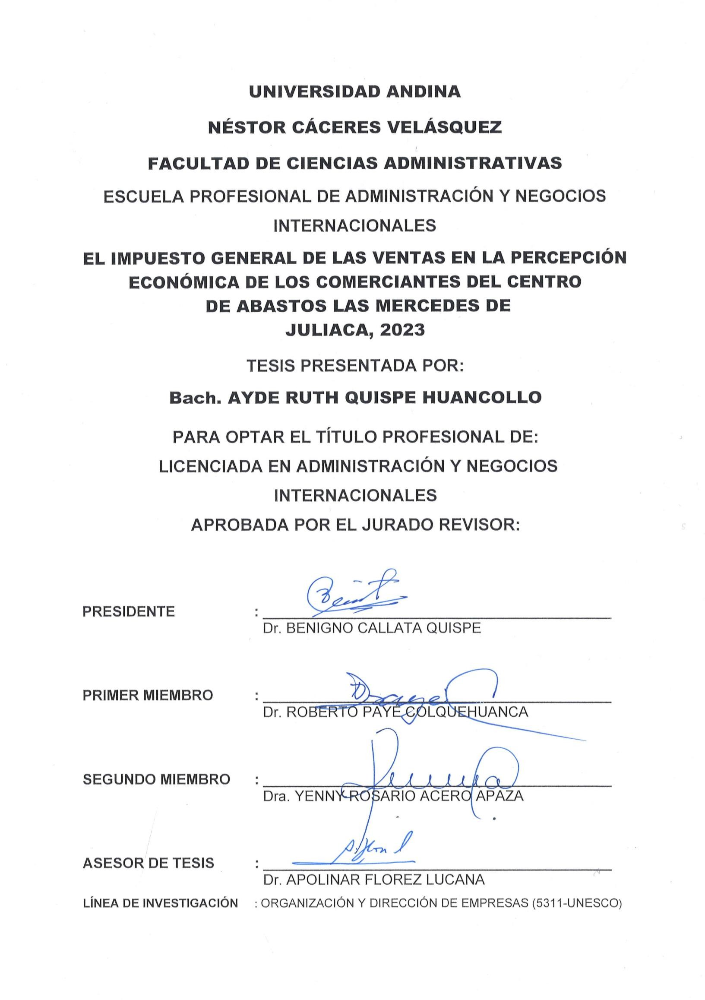 UNIVERSIDAD ANDINA
NÉSTOR CÁCERES VELÁSQUEZ
FACULTAD DE CIENCIAS ADMINISTRATIVAS
ESCUELA PROFESIONAL DE ADMINISTRACIÓN Y NEGOCIOS
INTERNACIONALES
EL IMPUESTO GENERAL DE LAS VENTAS EN LA PERCEPCIÓN
ECONÓMICA DE LOS COMERCIANTES DEL CENTRO
DE ABASTOS LAS MERCEDES DE
JULIACA, 2023
TESIS PRESENTADA POR:
Bach. AYDE RUTH QUISPE HUANCOLLO
PARA OPTAR EL TÍTULO PROFESIONAL DE:
LICENCIADA EN ADMINISTRACIÓN Y NEGOCIOS
INTERNACIONALES
APROBADA POR EL JURADO REVISOR:
PRESIDENTE :
Dr. BENIGNO CALLATA QUISPE
PRIMER MIEMBRO :
Dr. ROBERTO PAYÉ COLQUEHUANCA
SEGUNDO MIEMBRO :
Dra. YENNY ROSARIO ACERO APAZA
ASESOR DE TESIS :
Dr. APOLINAR FLOREZ LUCANA
LÍNEA DE INVESTIGACIÓN : ORGANIZACIÓN Y DIRECCIÓN DE EMPRESAS (5311-UNESCO)